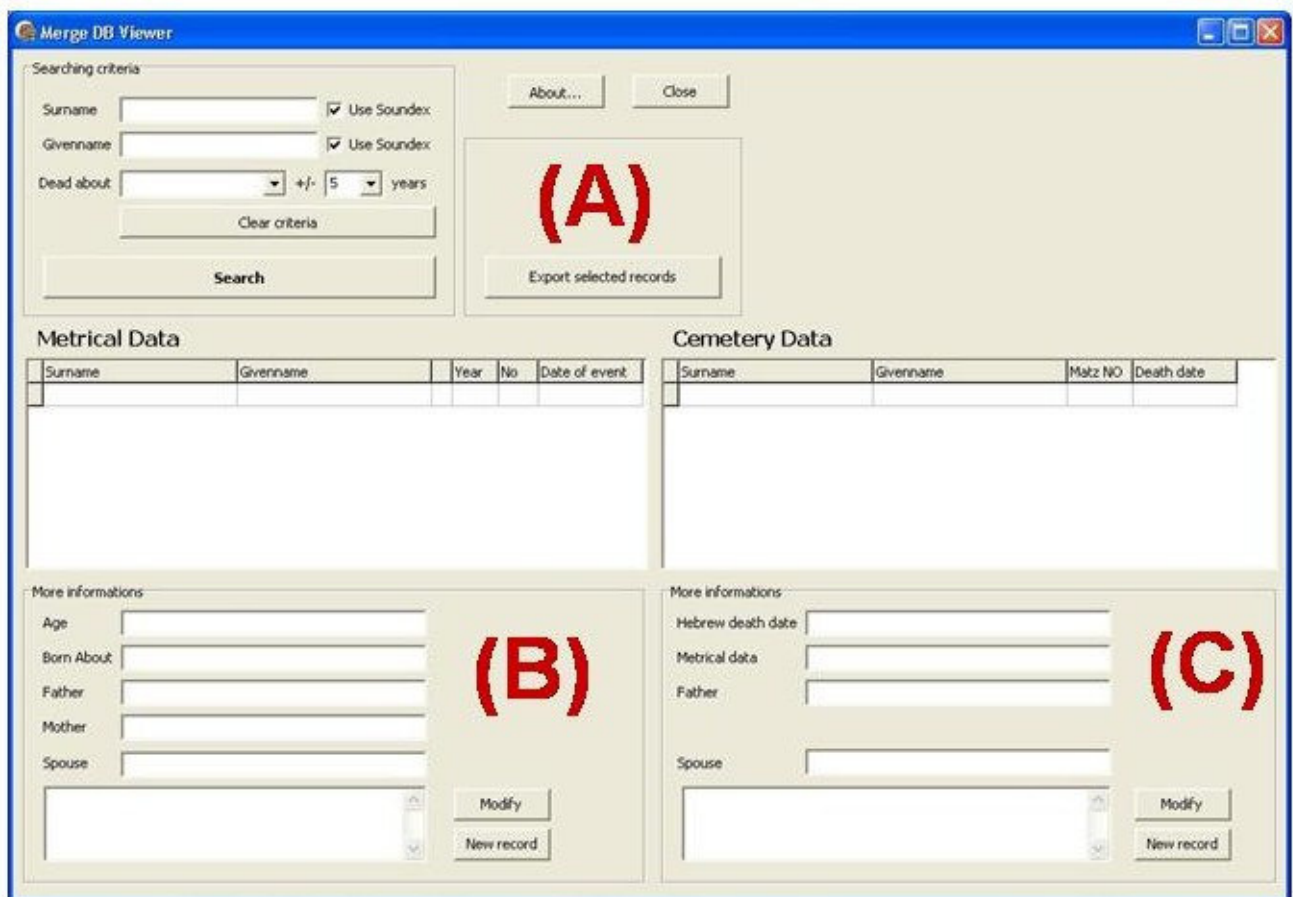 Merge DB Viewer
Searching criteria
Surname
Use Soundex
Givenname
Use Soundex
Dead about
+/- 5 years
Clear criteria
Search
About...
Close
(A)
Export selected records
Metrical Data
Surname Givenname Year No Date of event
Cemetery Data
Surname Givenname Matz NO Death date
More informations
Age
Born About
Father
Mother
Spouse
(B)
Modify
New record
More informations
Hebrew death date
Metrical data
Father
Spouse
(C)
Modify
New record